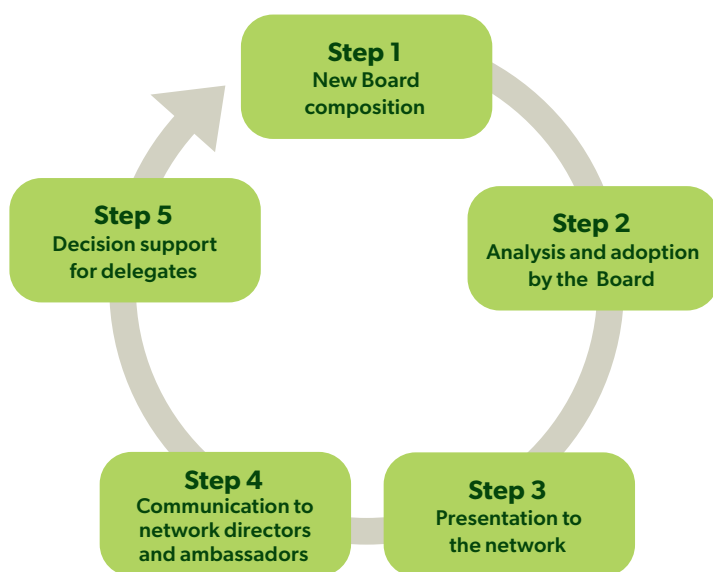 Step 1
New Board
composition
Step 2
Analysis and adoption
by the Board
Step 3
Presentation to
the network
Step 4
Communication to
network directors
and ambassadors
Step 5
Decision support
for delegates